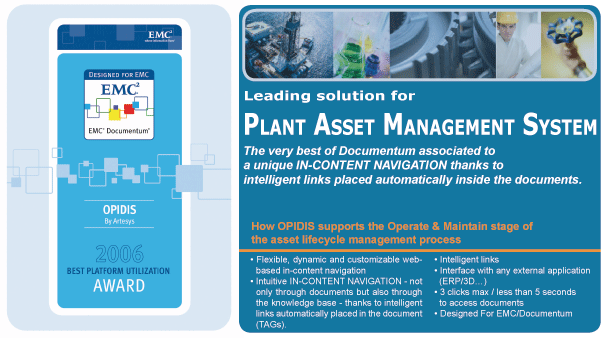 EMC²
where information lives
DESIGNED FOR EMC
EMC²
EMC² Documentum®
OPIDIS
By Artesys
2006
BEST PLATFORM UTILIZATION
AWARD
Leading solution for
PLANT ASSET MANAGEMENT SYSTEM
The very best of Documentum associated to
a unique IN-CONTENT NAVIGATION thanks to
intelligent links placed automatically inside the documents.
How OPIDIS supports the Operate & Maintain stage of
the asset lifecycle management process
• Flexible, dynamic and customizable web-
based in-content navigation
• Intuitive IN-CONTENT NAVIGATION - not
only through documents but also through
the knowledge base - thanks to intelligent
links automatically placed in the document
(TAGs).
• Intelligent links
• Interface with any external application
(ERP/3D...)
• 3 clicks max / less than 5 seconds
to access documents
• Designed For EMC/Documentum